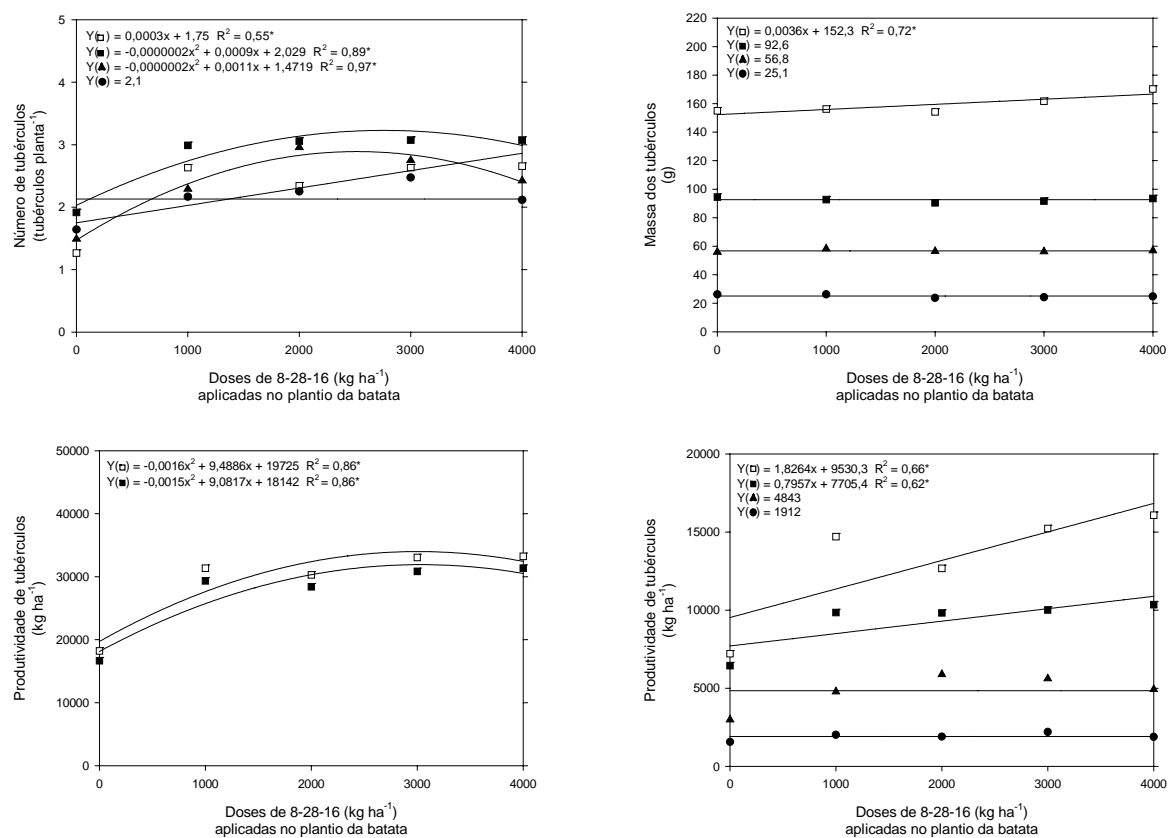 Y(□) = 0,0003x + 1,75 R² = 0,55*
Y(■) = -0,0000002x² + 0,0009x + 2,029 R² = 0,89*
Y(▲) = -0,0000002x² + 0,0011x + 1,4719 R² = 0,97*
Y(●) = 2,1
5
4
3
2
1
0
Número de tubérculos
(tubérculos planta⁻¹)
0 1000 2000 3000 4000
Doses de 8-28-16 (kg ha⁻¹)
aplicadas no plantio da batata
Y(□) = 0,0036x + 152,3 R² = 0,72*
Y(■) = 92,6
Y(▲) = 56,8
Y(●) = 25,1
220
200
180
160
140
120
100
80
60
40
20
0
Massa dos tubérculos
(g)
0 1000 2000 3000 4000
Doses de 8-28-16 (kg ha⁻¹)
aplicadas no plantio da batata
Y(□) = -0,0016x² + 9,4886x + 19725 R² = 0,86*
Y(■) = -0,0015x² + 9,0817x + 18142 R² = 0,86*
50000
40000
30000
20000
10000
0
Produtividade de tubérculos
(kg ha⁻¹)
0 1000 2000 3000 4000
Doses de 8-28-16 (kg ha⁻¹)
aplicadas no plantio da batata
Y(□) = 1,8264x + 9530,3 R² = 0,66*
Y(■) = 0,7957x + 7705,4 R² = 0,62*
Y(▲) = 4843
Y(●) = 1912
20000
15000
10000
5000
0
Produtividade de tubérculos
(kg ha⁻¹)
0 1000 2000 3000 4000
Doses de 8-28-16 (kg ha⁻¹)
aplicadas no plantio da batata